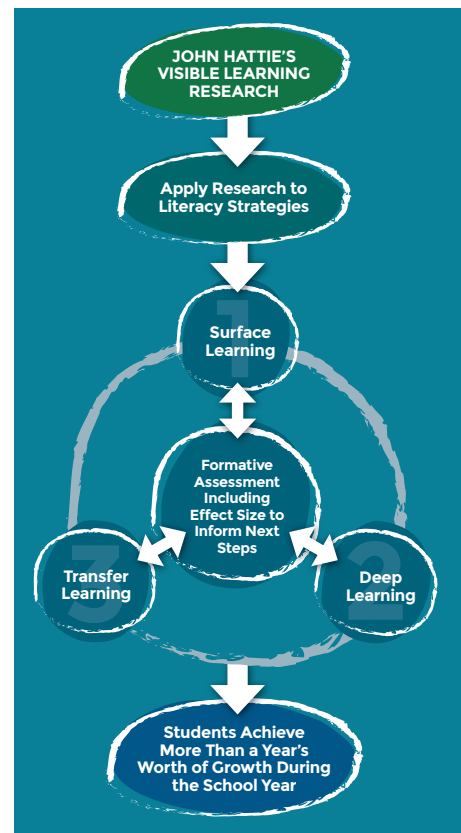 JOHN HATTIE'S
VISIBLE LEARNING
RESEARCH
Apply Research to
Literacy Strategies
1
Surface
Learning
Formative
Assessment
Including
Effect Size to
Inform Next
Steps
3
Transfer
Learning
2
Deep
Learning
Students Achieve
More Than a Year's
Worth of Growth During
the School Year